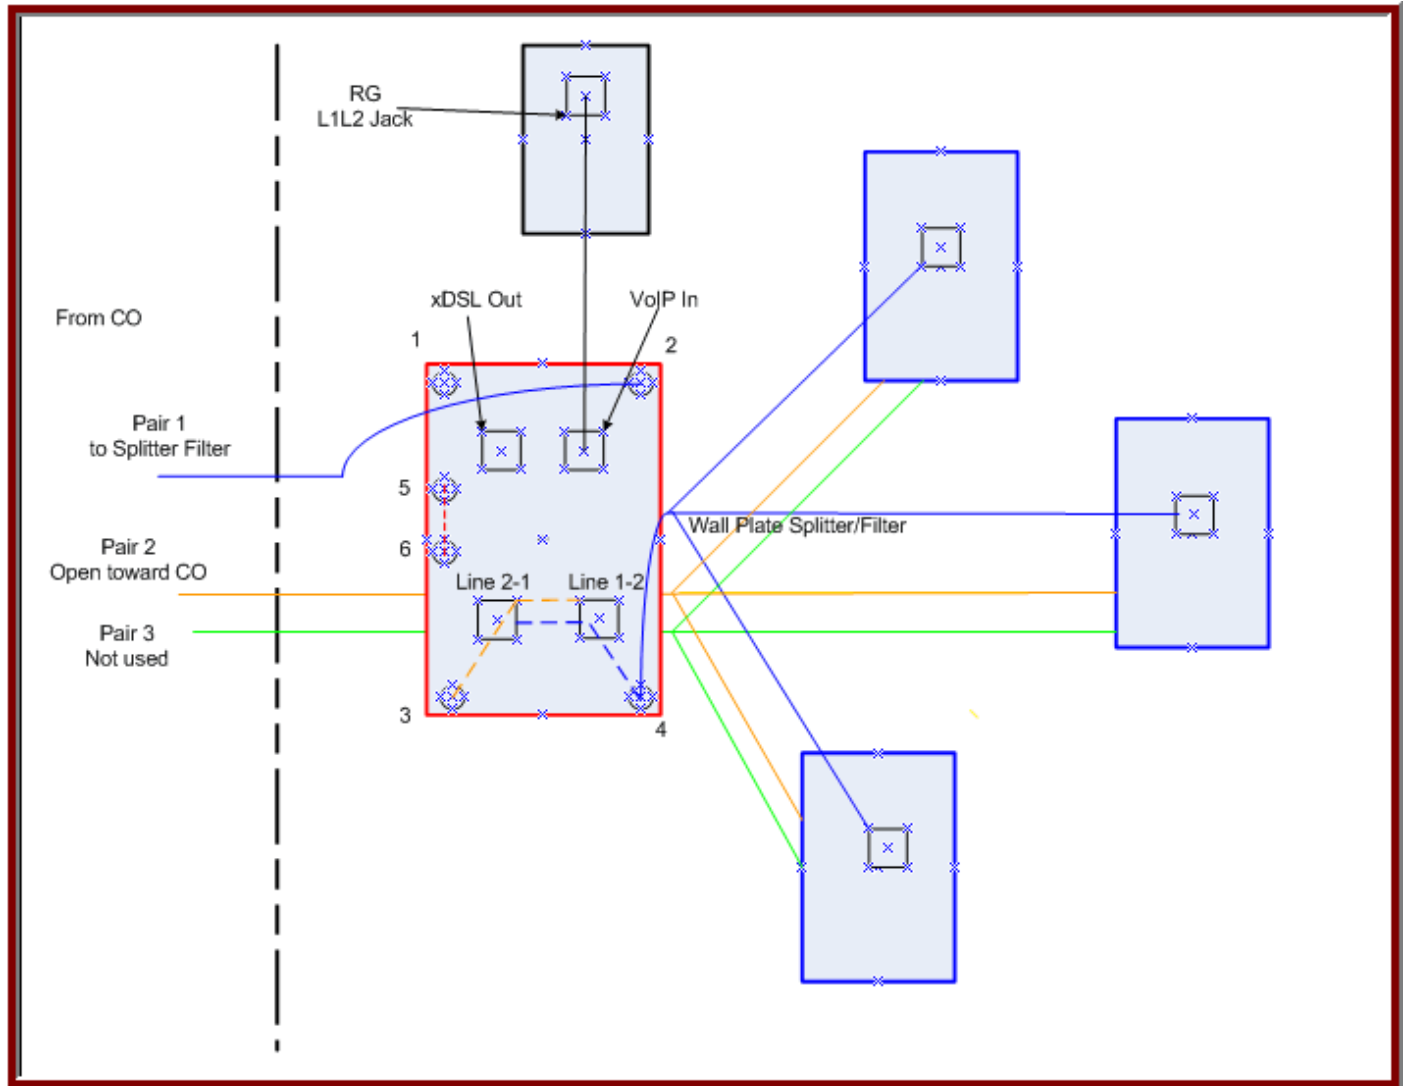 RG
L1L2 Jack
xDSL Out
VoIP In
From CO
1
2
Pair 1
to Splitter Filter
5
Wall Plate Splitter/Filter
6
Pair 2
Open toward CO
Line 2-1
Line 1-2
Pair 3
Not used
3
4